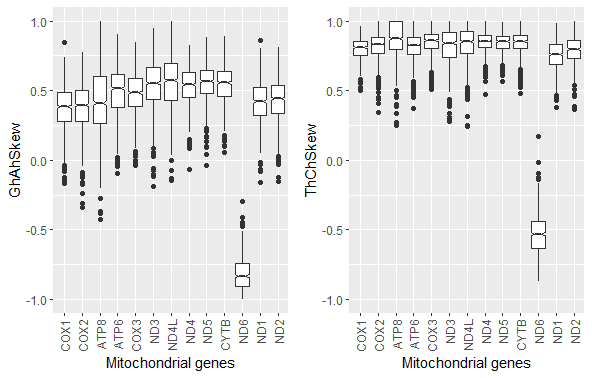 GhAhSkew
1.0
0.5
0.0
-0.5
-1.0
COX1
COX2
ATP8
ATP6
COX3
ND3
ND4L
ND4
ND5
CYTB
ND6
ND1
ND2
Mitochondrial genes
ThChSkew
1.0
0.5
0.0
-0.5
-1.0
COX1
COX2
ATP8
ATP6
COX3
ND3
ND4L
ND4
ND5
CYTB
ND6
ND1
ND2
Mitochondrial genes